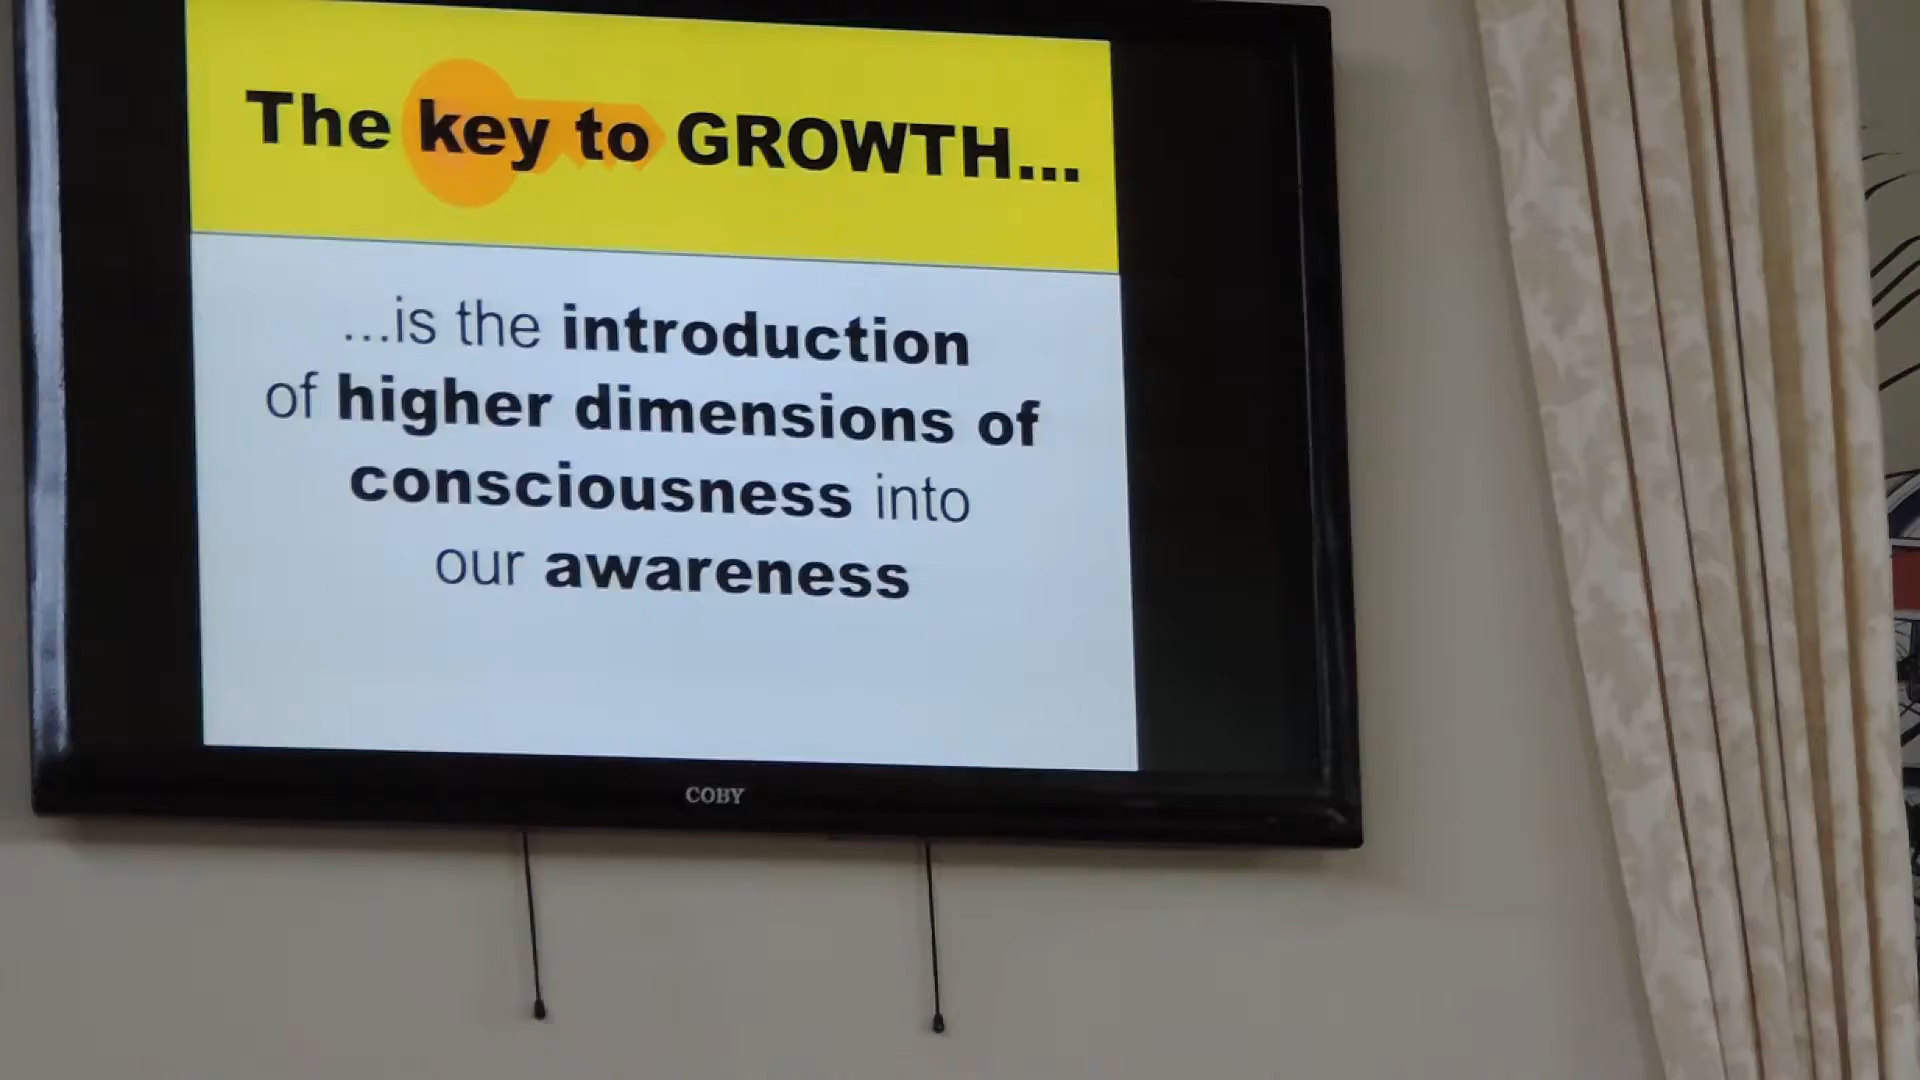 The key to GROWTH...
...is the introduction
of higher dimensions of
consciousness into
our awareness
COBY